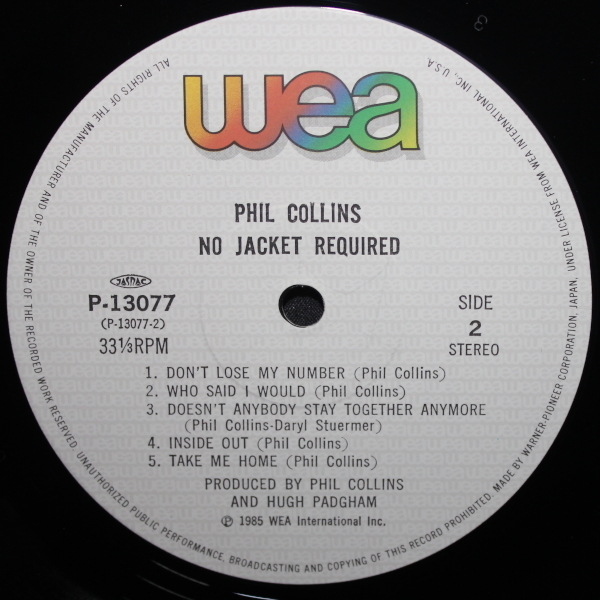 wea
PHIL COLLINS
NO JACKET REQUIRED
JASRAC
P-13077
(P-13077-2)
33⅓RPM
SIDE
2
STEREO
1. DON'T LOSE MY NUMBER (Phil Collins)
2. WHO SAID I WOULD (Phil Collins)
3. DOESN'T ANYBODY STAY TOGETHER ANYMORE
(Phil Collins-Daryl Stuermer)
4. INSIDE OUT (Phil Collins)
5. TAKE ME HOME (Phil Collins)
PRODUCED BY PHIL COLLINS
AND HUGH PADGHAM
℗ 1985 WEA International Inc.
ALL RIGHTS OF THE MANUFACTURER AND OF THE OWNER OF THE RECORDED WORK RESERVED. UNAUTHORIZED PUBLIC PERFORMANCE, BROADCASTING AND COPYING OF THIS RECORD PROHIBITED. MADE BY WARNER-PIONEER CORPORATION, JAPAN, UNDER LICENSE FROM WEA INTERNATIONAL INC., U.S.A
3